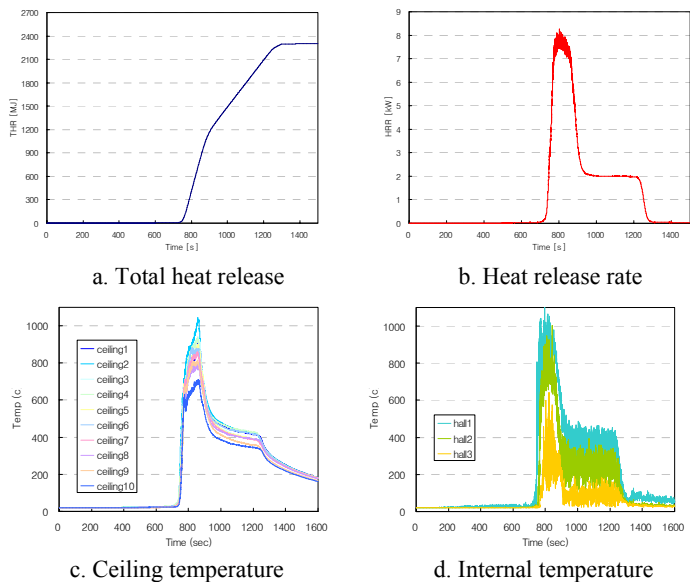 2700
2400
2100
1800
1500
1200
900
600
300
0
THR [MJ]
0 200 400 600 800 1000 1200 1400
Time [s]
a. Total heat release
9
8
7
6
5
4
3
2
1
0
HRR [kW]
0 200 400 600 800 1000 1200 1400
Time [s]
b. Heat release rate
1000
800
600
400
200
0
Temp (c
ceiling1
ceiling2
ceiling3
ceiling4
ceiling5
ceiling6
ceiling7
ceiling8
ceiling9
ceiling10
0 200 400 600 800 1000 1200 1400 1600
Time (sec)
c. Ceiling temperature
1000
800
600
400
200
0
Temp (c
hall1
hall2
hall3
0 200 400 600 800 1000 1200 1400 1600
Time (sec)
d. Internal temperature